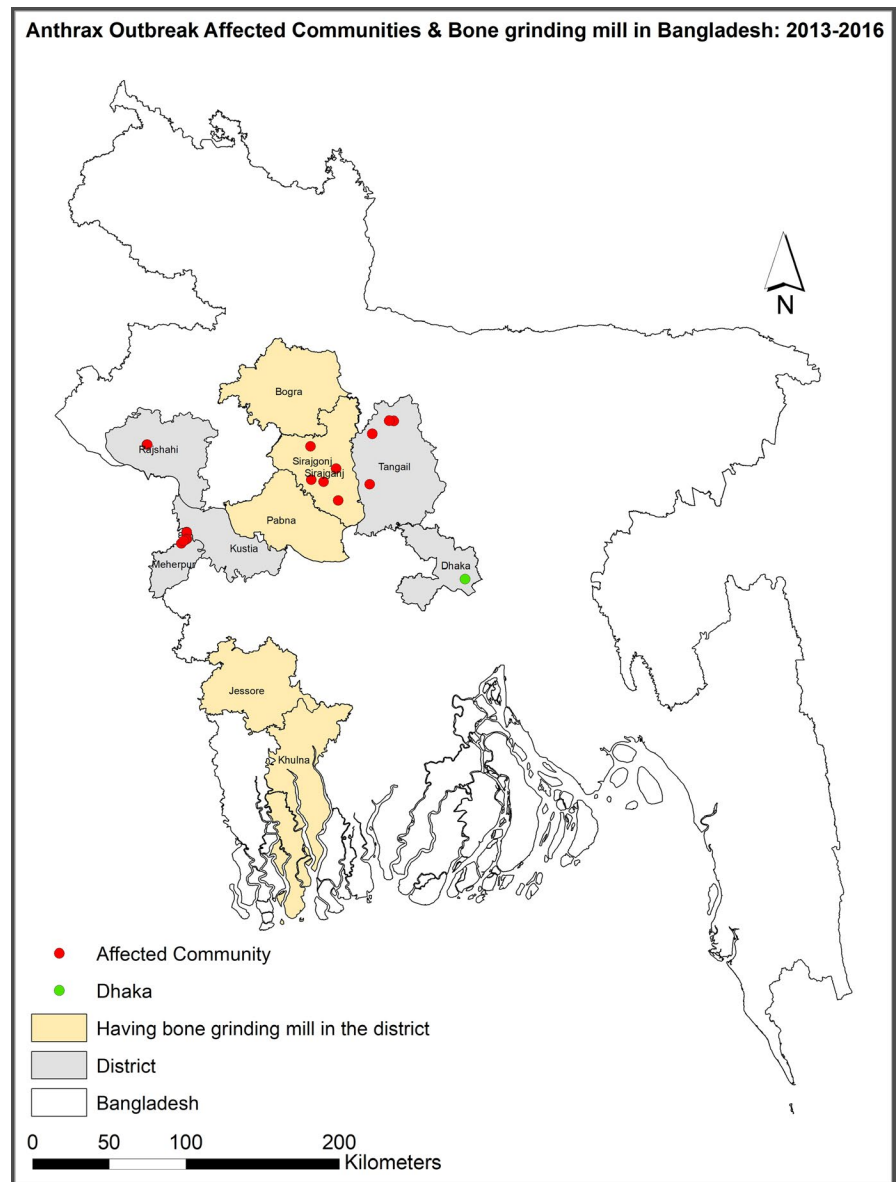 Anthrax Outbreak Affected Communities & Bone grinding mill in Bangladesh: 2013-2016
N
Bogra
Rajshahi
Sirajgonj
Sirajganj
Tangail
Pabna
Kustia
Meherpur
Dhaka
Jessore
Khulna
Affected Community
Dhaka
Having bone grinding mill in the district
District
Bangladesh
0 50 100 200
Kilometers